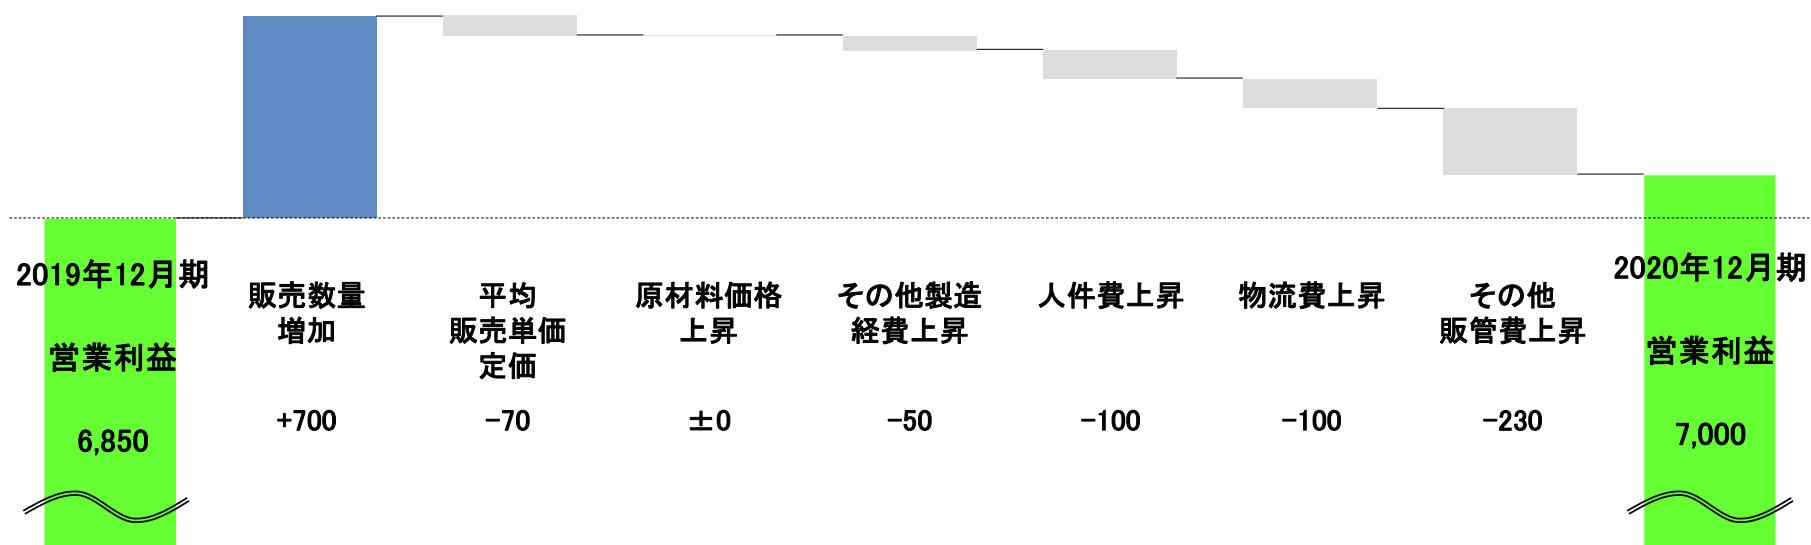 2019年12月期
営業利益
6,850
販売数量
増加
+700
平均
販売単価
定価
-70
原材料価格
上昇
±0
その他製造
経費上昇
-50
人件費上昇
-100
物流費上昇
-100
その他
販管費上昇
-230
2020年12月期
営業利益
7,000